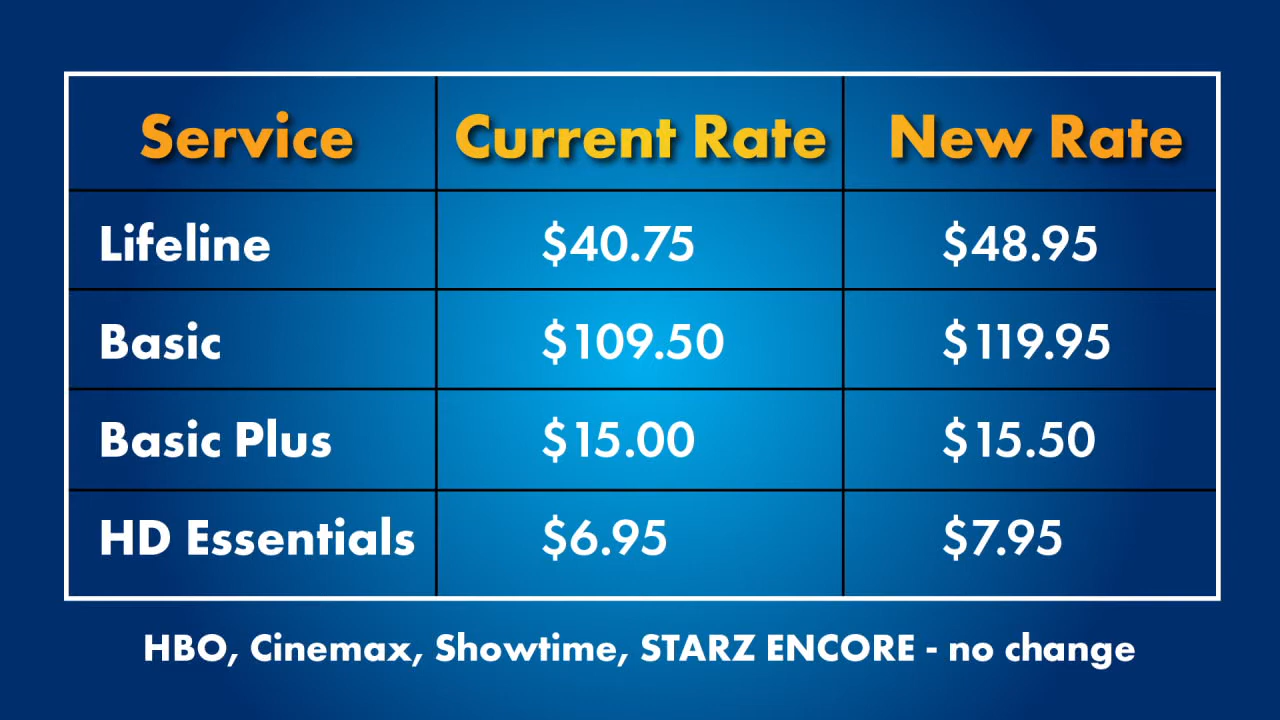 Service Current Rate New Rate
Lifeline $40.75 $48.95
Basic $109.50 $119.95
Basic Plus $15.00 $15.50
HD Essentials $6.95 $7.95
HBO, Cinemax, Showtime, STARZ ENCORE - no change